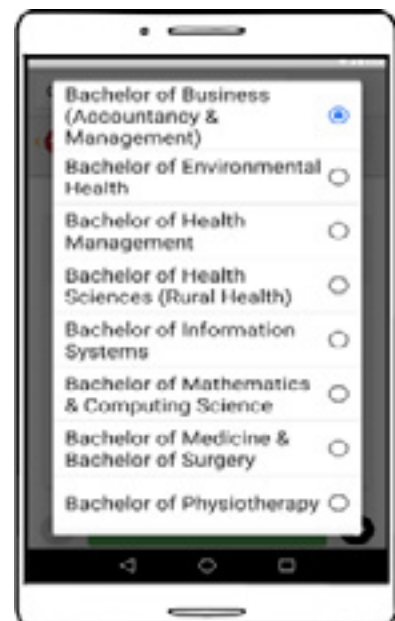 Bachelor of Business
(Accountancy &
Management)
Bachelor of Environmental
Health
Bachelor of Health
Management
Bachelor of Health
Sciences (Rural Health)
Bachelor of Information
Systems
Bachelor of Mathematics
& Computing Science
Bachelor of Medicine &
Bachelor of Surgery
Bachelor of Physiotherapy